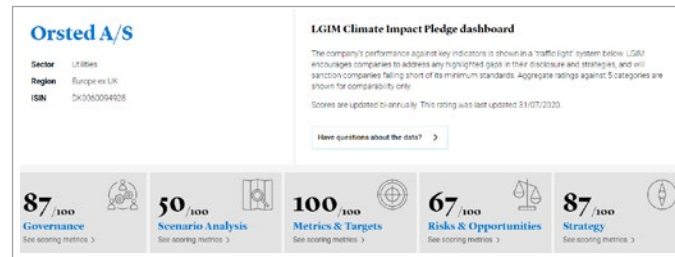 Orsted A/S
Sector Utilities
Region Europe ex UK
ISIN DK0060094928
LGIM Climate Impact Pledge dashboard
The company's performance against key indicators is shown in a 'traffic light' system below. LGIM
encourages companies to address any highlighted gaps in their disclosure and strategies, and will
sanction companies falling short of its minimum standards. Aggregate ratings against 5 categories are
shown for comparability only.
Scores are updated bi-annually. This rating was last updated 31/07/2020.
Have questions about the data? >
87/100
Governance
See scoring metrics >
50/100
Scenario Analysis
See scoring metrics >
100/100
Metrics & Targets
See scoring metrics >
67/100
Risks & Opportunities
See scoring metrics >
87/100
Strategy
See scoring metrics >